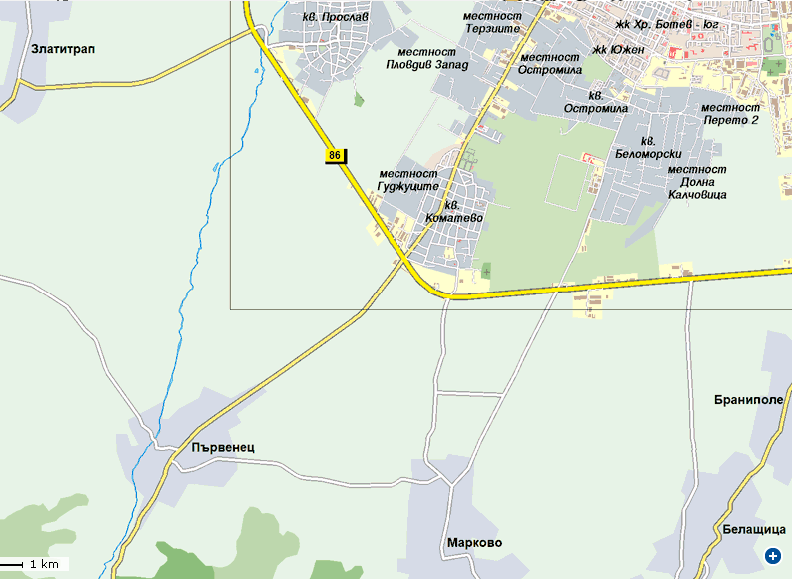 кв. Прослав
местност
Терзиите
жк Хр. Ботев - юг
Златитрап
местност
Пловдив Запад
жк Южен
местност
Остромила
кв.
Остромила
местност
Перето 2
кв.
Беломорски
86
местност
Гуджуците
местност
Долна
Калчовица
кв.
Коматево
Браниполе
Първенец
Белащица
Марково
1 km